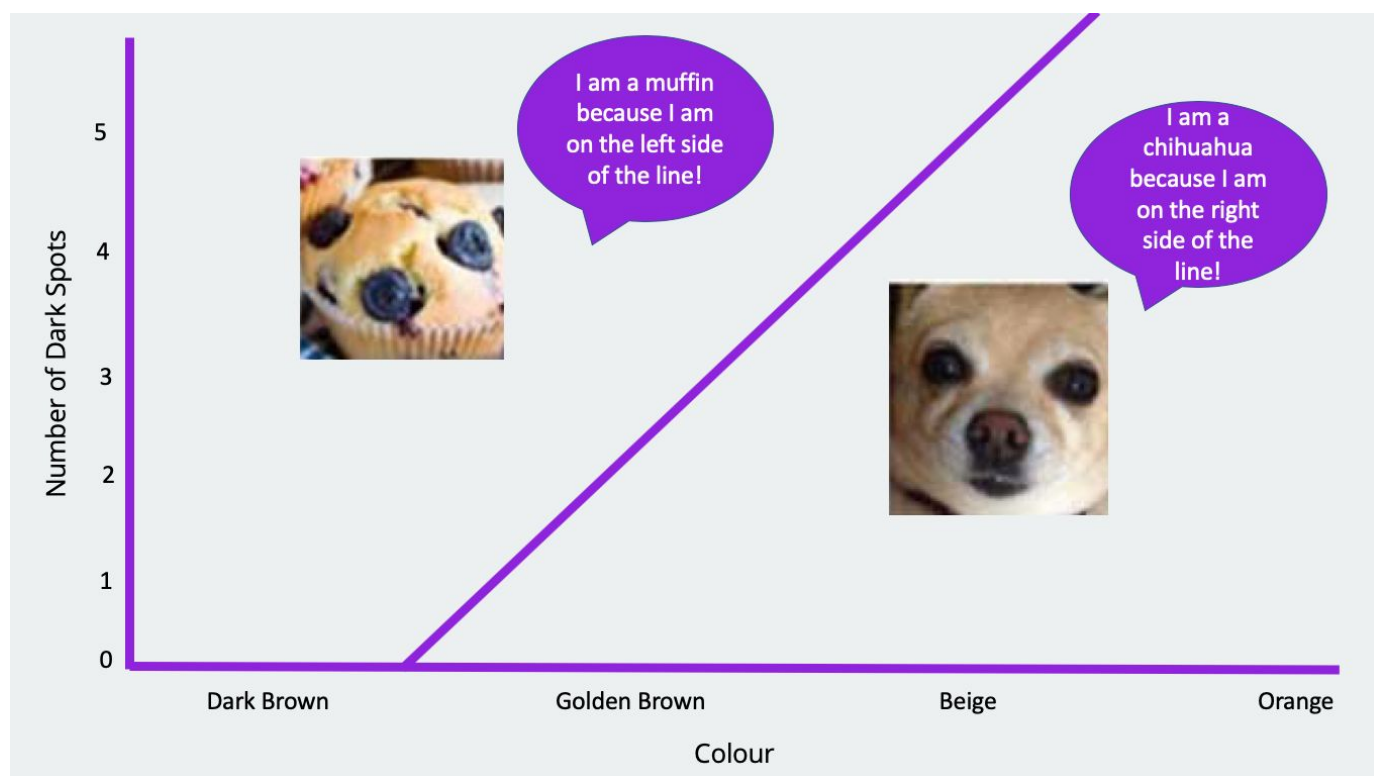 I am a muffin
because I am
on the left side
of the line!
I am a
chihuahua
because I am
on the right
side of the
line!
Number of Dark Spots
5
4
3
2
1
0
Dark Brown
Golden Brown
Beige
Orange
Colour